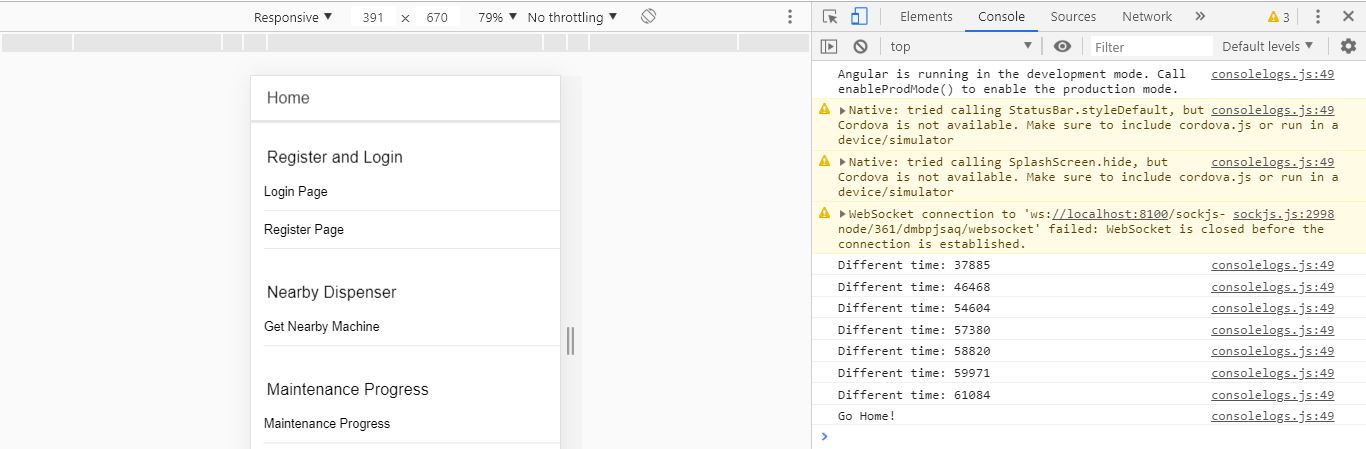 Responsive ▼ 391 × 670 79% ▼ No throttling ▼
Home
Register and Login
Login Page
Register Page
Nearby Dispenser
Get Nearby Machine
Maintenance Progress
Maintenance Progress
Elements Console Sources Network » 3
top ▼ Filter Default levels ▼
Angular is running in the development mode. Call consolelogs.js:49
enableProdMode() to enable the production mode.
▶Native: tried calling StatusBar.styleDefault, but consolelogs.js:49
Cordova is not available. Make sure to include cordova.js or run in a
device/simulator
▶Native: tried calling SplashScreen.hide, but consolelogs.js:49
Cordova is not available. Make sure to include cordova.js or run in a
device/simulator
▶WebSocket connection to 'ws://localhost:8100/sockjs- sockjs.js:2998
node/361/dmbpjsaq/websocket' failed: WebSocket is closed before the
connection is established.
Different time: 37885 consolelogs.js:49
Different time: 46468 consolelogs.js:49
Different time: 54604 consolelogs.js:49
Different time: 57380 consolelogs.js:49
Different time: 58820 consolelogs.js:49
Different time: 59971 consolelogs.js:49
Different time: 61084 consolelogs.js:49
Go Home! consolelogs.js:49